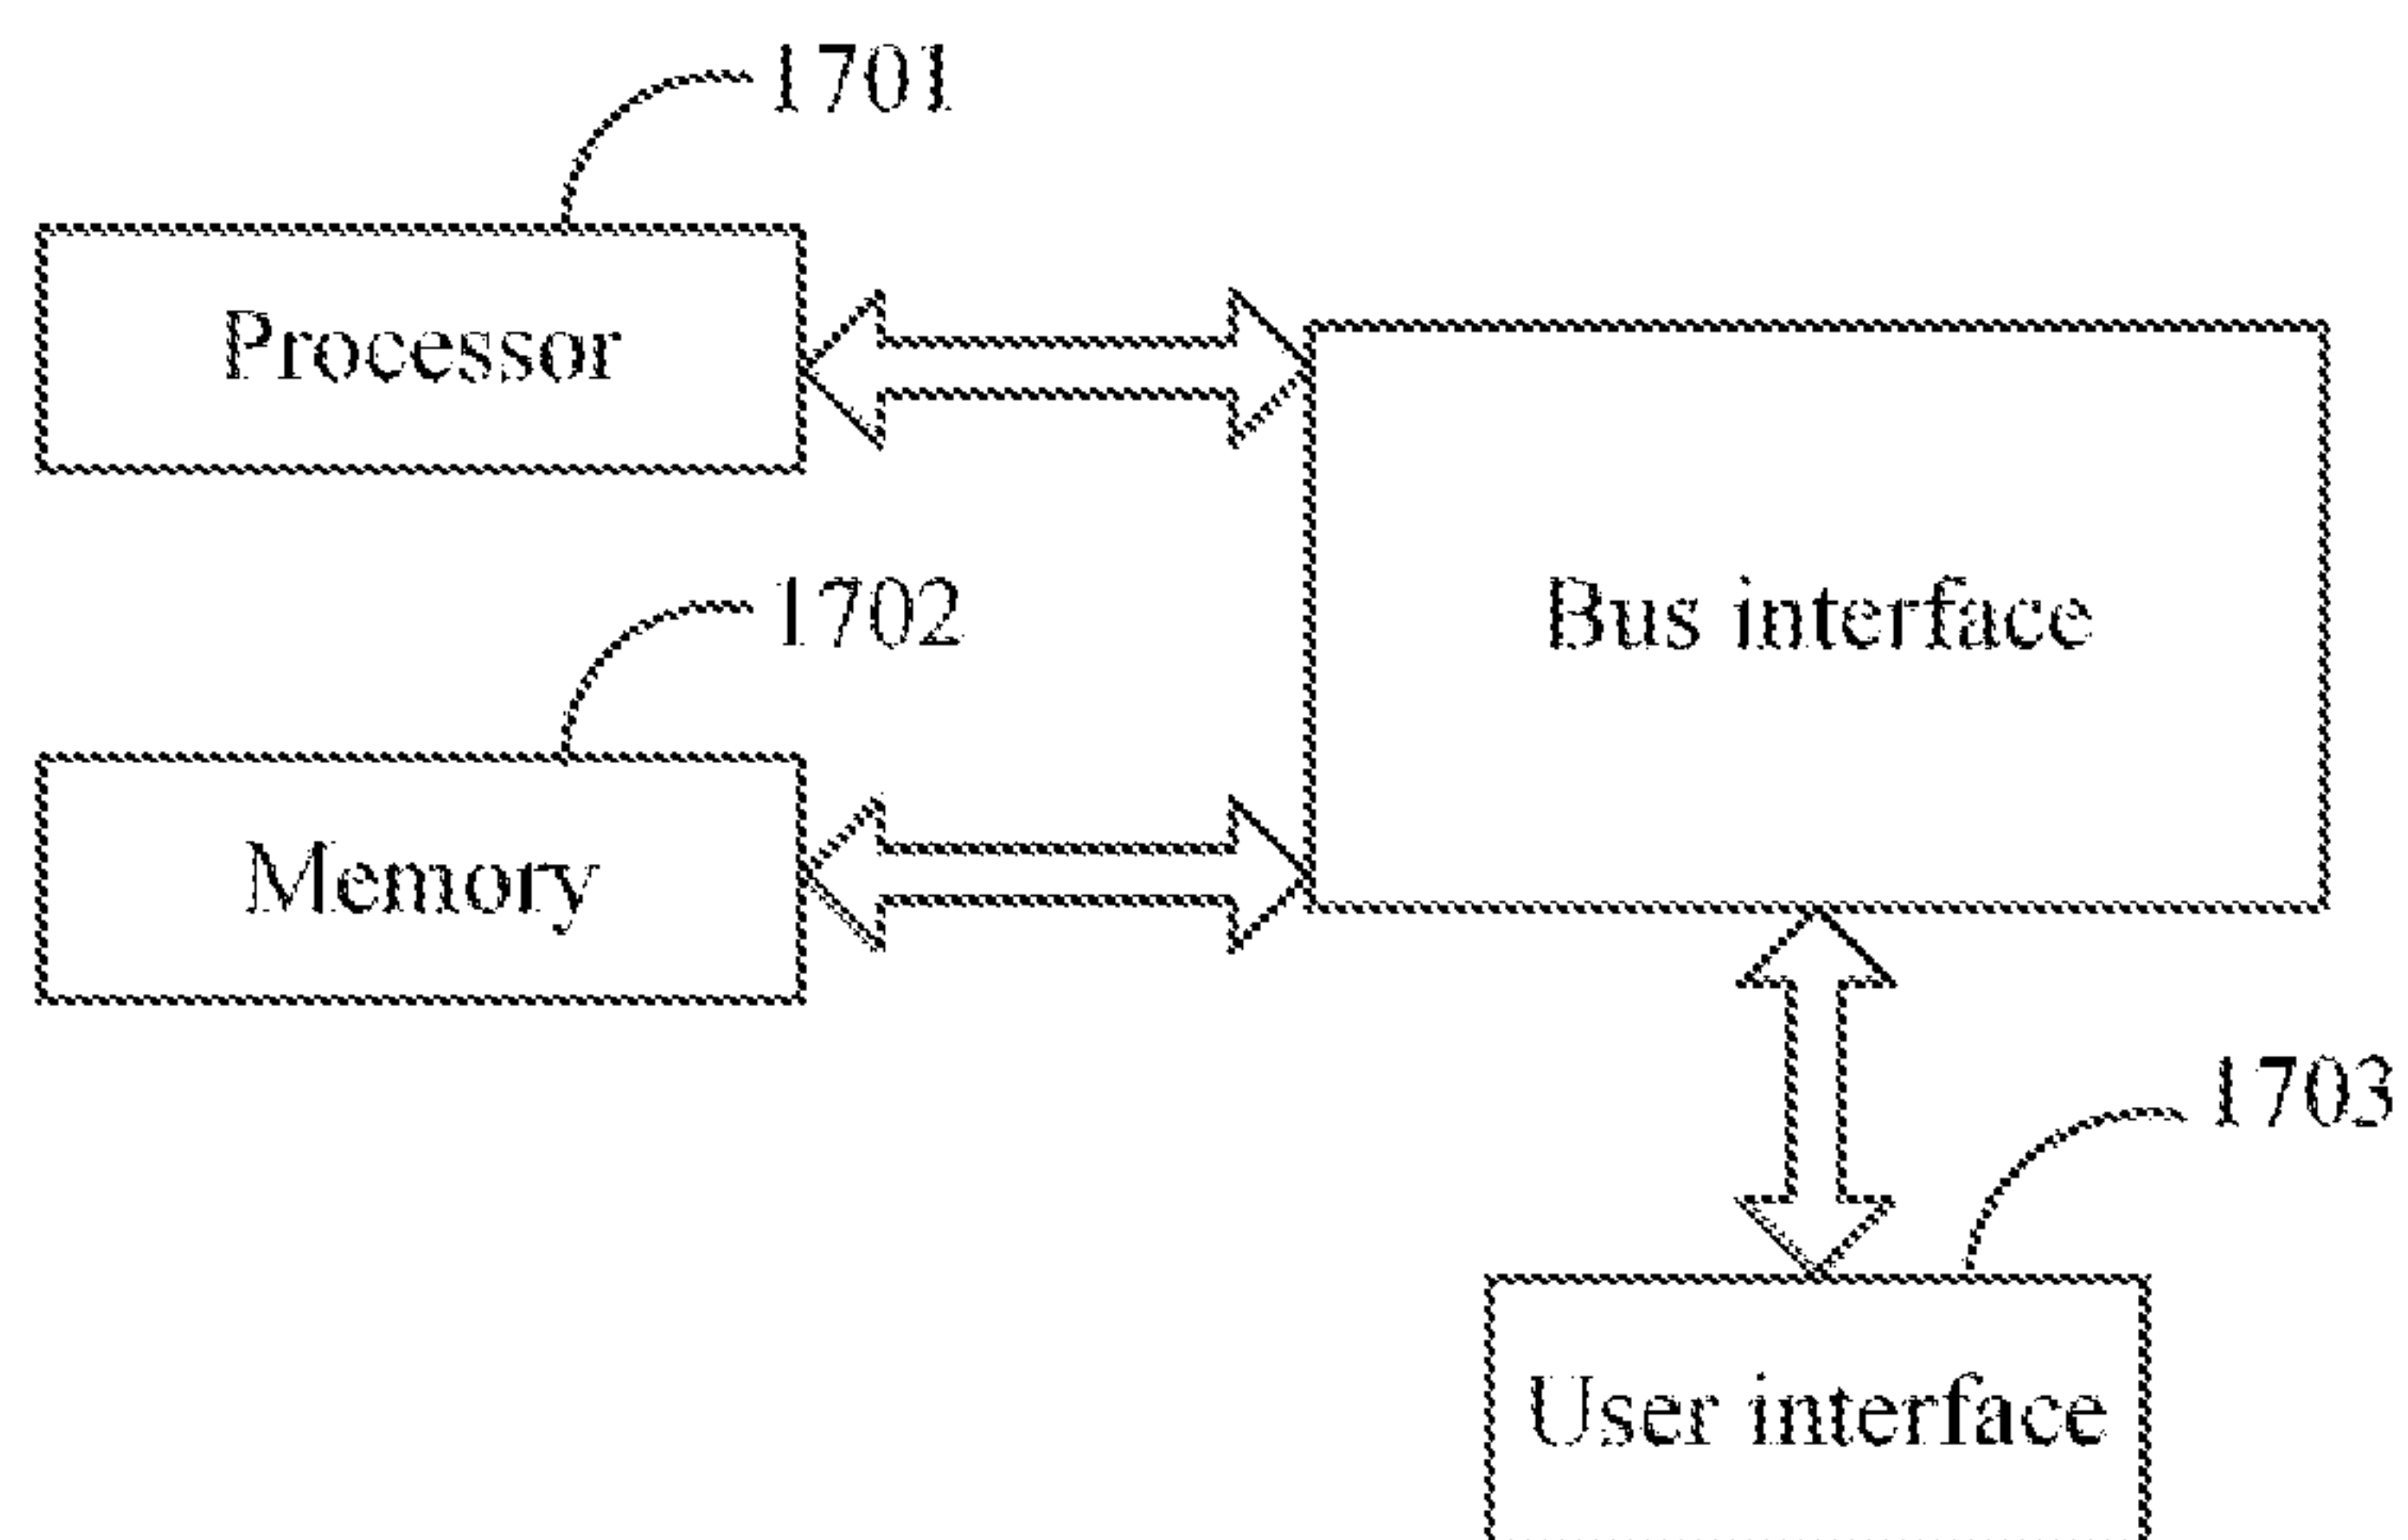 1701
Processor
Bus interface
1702
Memory
1703
User interface